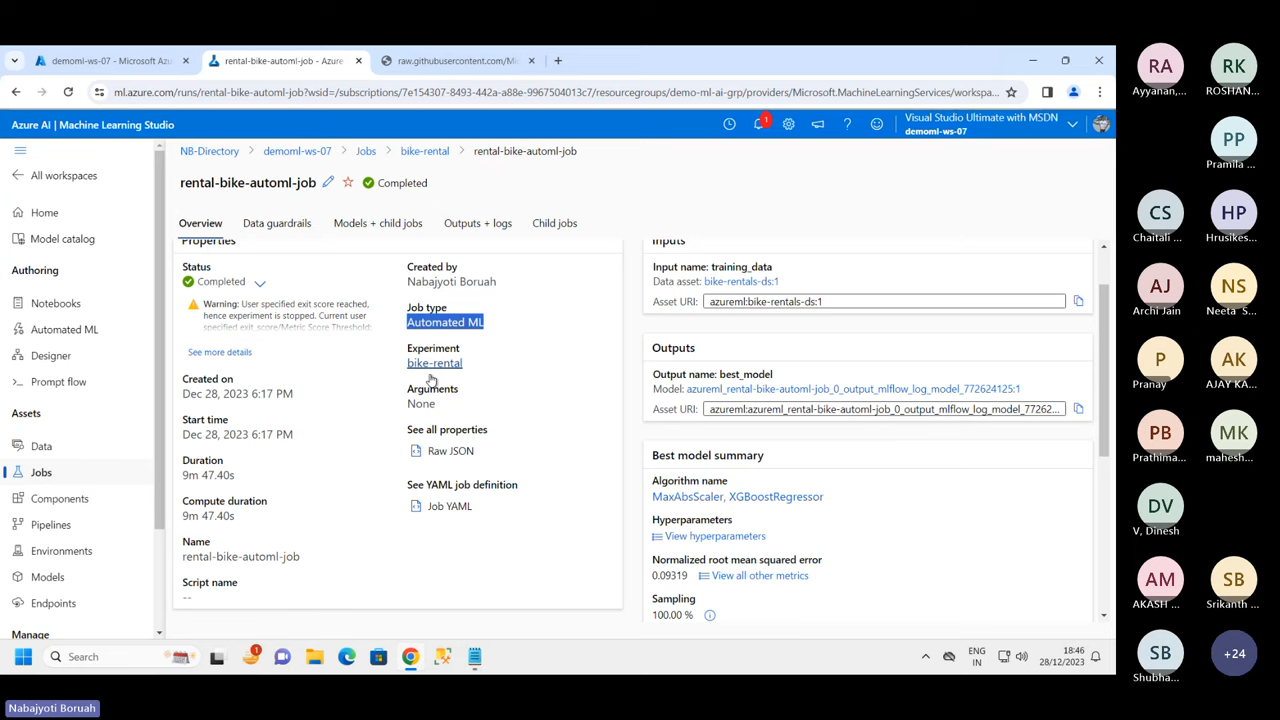 demoml-ws-07 - Microsoft Az
rental-bike-automl-job - Azure
raw.githubusercontent.com/Mi
ml.azure.com/runs/rental-bike-automl-job?wsid=/subscriptions/7e154307-8493-442a-a88e-9967504013c7/resourcegroups/demo-ml-ai-grp/providers/Microsoft.MachineLearningServices/workspa...
Azure AI | Machine Learning Studio
1
Visual Studio Ultimate with MSDN
demoml-ws-07
All workspaces
Home
Model catalog
Authoring
Notebooks
Automated ML
Designer
Prompt flow
Assets
Data
Jobs
Components
Pipelines
Environments
Models
Endpoints
Manage
NB-Directory
demoml-ws-07
Jobs
bike-rental
rental-bike-automl-job
rental-bike-automl-job
Completed
Overview
Data guardrails
Models + child jobs
Outputs + logs
Child jobs
Properties
Status
Completed
Warning: User specified exit score reached,
hence experiment is stopped. Current user
specified exit_score/Metric Score Threshold:
See more details
Created on
Dec 28, 2023 6:17 PM
Start time
Dec 28, 2023 6:17 PM
Duration
9m 47.40s
Compute duration
9m 47.40s
Name
rental-bike-automl-job
Script name
--
Created by
Nabajyoti Boruah
Job type
Automated ML
Experiment
bike-rental
Arguments
None
See all properties
Raw JSON
See YAML job definition
Job YAML
Inputs
Input name: training_data
Data asset: bike-rentals-ds:1
Asset URI: azureml:bike-rentals-ds:1
Outputs
Output name: best_model
Model: azureml_rental-bike-automl-job_0_output_mlflow_log_model_772624125:1
Asset URI: azureml:azureml_rental-bike-automl-job_0_output_mlflow_log_model_77262...
Best model summary
Algorithm name
MaxAbsScaler, XGBoostRegressor
Hyperparameters
View hyperparameters
Normalized root mean squared error
0.09319 View all other metrics
Sampling
100.00 %
Search
1
ENG
IN
18:46
28/12/2023
Nabajyoti Boruah
RA
Ayyanan,...
RK
ROSHAN...
PP
Pramila ...
CS
Chaitali ...
HP
Hrusikes...
AJ
Archi Jain
NS
Neeta S...
P
Pranay
AK
AJAY KA...
PB
Prathima...
MK
mahesh...
DV
V, Dinesh
AM
AKASH ...
SB
Srikanth ...
SB
Shubha...
+24